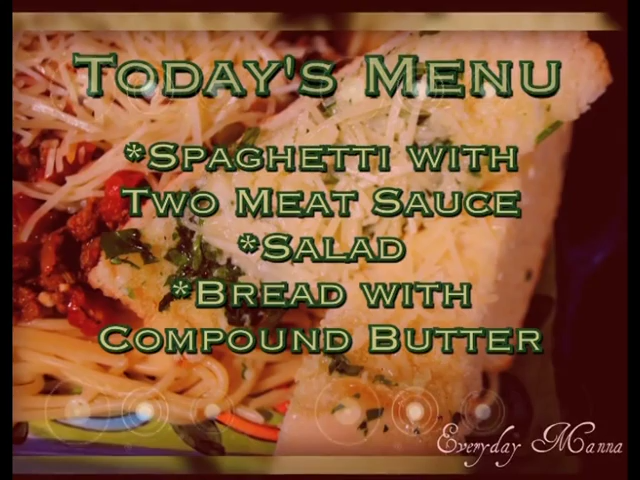 Today's Menu
*Spaghetti with
Two Meat Sauce
*Salad
*Bread with
Compound Butter
Everyday Manna